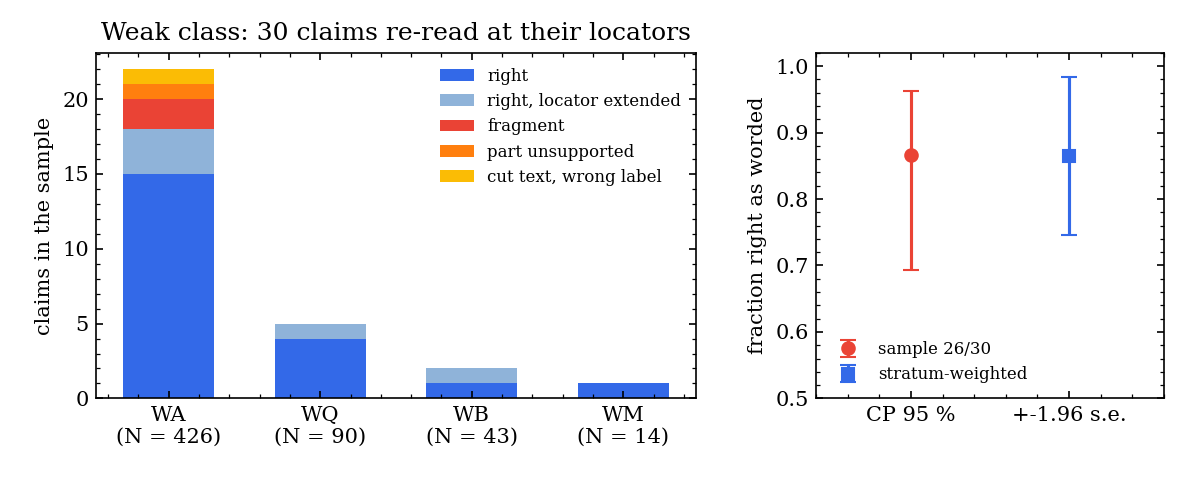 Weak class: 30 claims re-read at their locators
claims in the sample
20
15
10
5
0
right
right, locator extended
fragment
part unsupported
cut text, wrong label
WA
(N = 426)
WQ
(N = 90)
WB
(N = 43)
WM
(N = 14)
fraction right as worded
1.0
0.9
0.8
0.7
0.6
0.5
sample 26/30
stratum-weighted
CP 95 %
+-1.96 s.e.